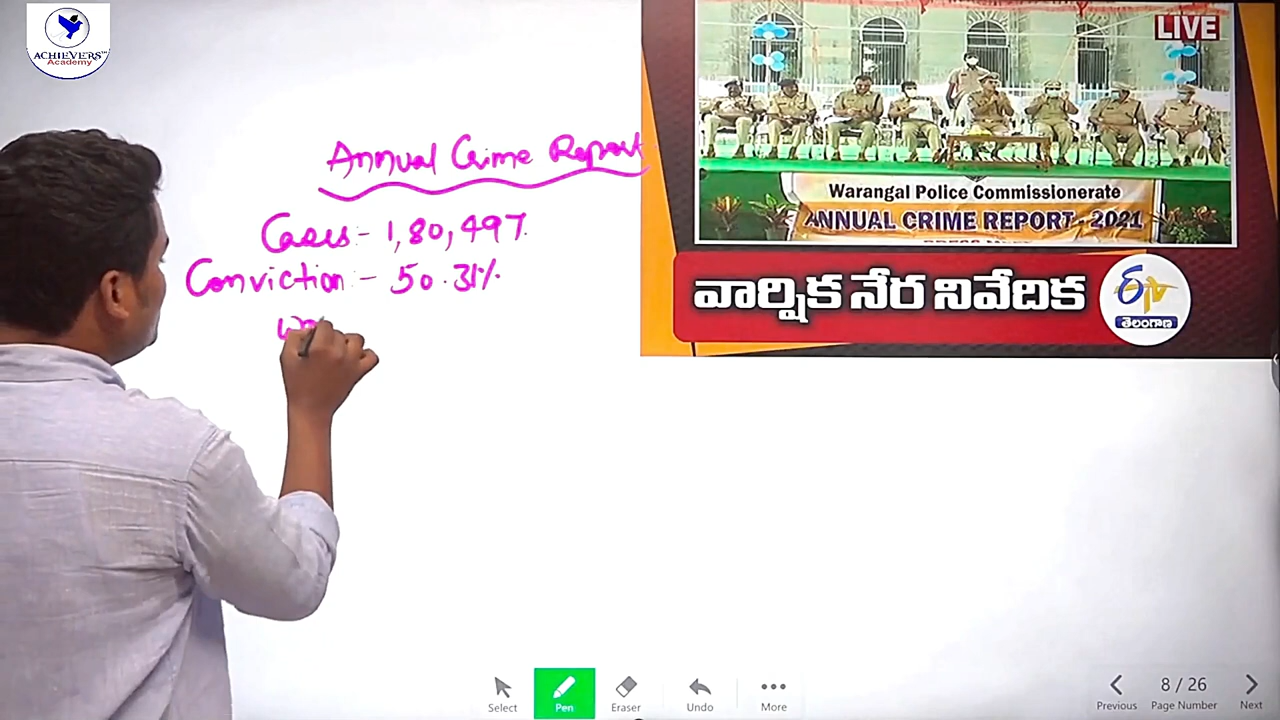 ACHIEVERS
Academy
Annual Crime Report
Cases :- 1,80,497.
Conviction :- 50.31%.
LIVE
Warangal Police Commissionerate
ANNUAL CRIME REPORT - 2021
వార్షిక నేర నివేదిక
తెలంగాణ
Select
Pen
Eraser
Undo
More
Previous
8 / 26
Page Number
Next